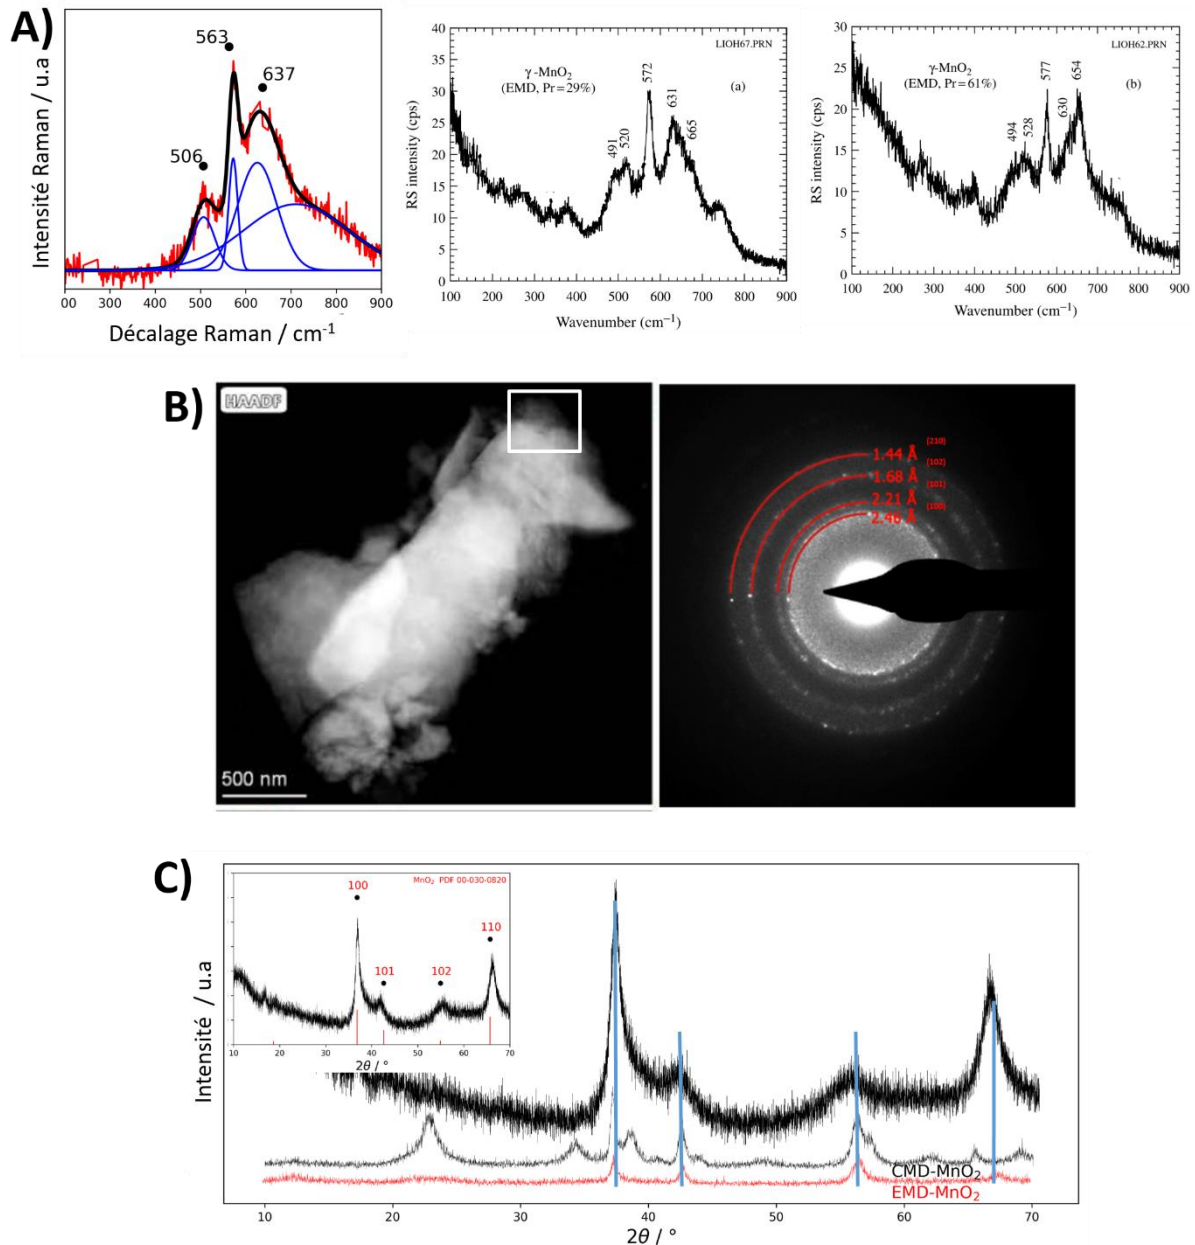 A)
563
637
506
Intensité Raman / u.a
00 300 400 500 600 700 800 900
Décalage Raman / cm-1
LIOH67.PRN
γ-MnO2
(EMD, Pr=29%)
(a)
572
631
665
491
520
RS intensity (cps)
40
35
30
25
20
15
10
5
0
100 200 300 400 500 600 700 800 900
Wavenumber (cm−1)
LIOH62.PRN
γ-MnO2
(EMD, Pr=61%)
(b)
577
654
630
494
528
RS intensity (cps)
30
25
20
15
10
5
0
100 200 300 400 500 600 700 800 900
Wavenumber (cm−1)
B)
HAADF
500 nm
1.44 Å (210)
1.68 Å (102)
2.21 Å (101)
2.46 Å (100)
C)
MnO2 PDF 00-030-0820
100
110
101
102
10 20 30 40 50 60 70
2θ / °
Intensité / u.a
CMD-MnO2
EMD-MnO2
10 20 30 40 50 60 70
2θ / °